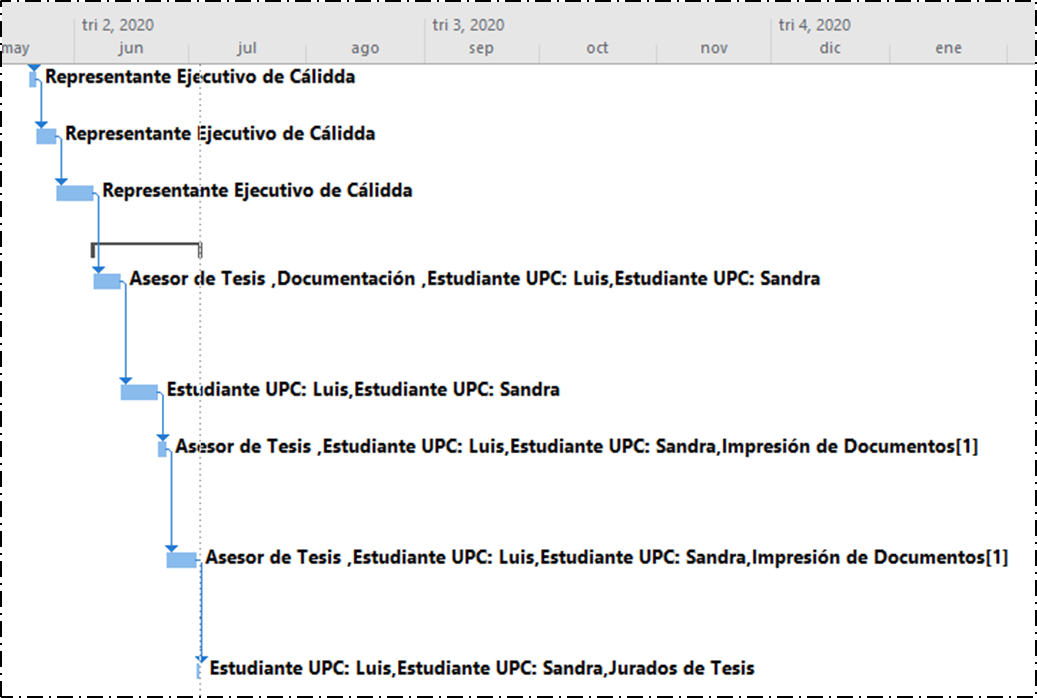 tri 2, 2020 tri 3, 2020 tri 4, 2020
may jun jul ago sep oct nov dic ene
Representante Ejecutivo de Cálidda
Representante Ejecutivo de Cálidda
Representante Ejecutivo de Cálidda
Asesor de Tesis ,Documentación ,Estudiante UPC: Luis,Estudiante UPC: Sandra
Estudiante UPC: Luis,Estudiante UPC: Sandra
Asesor de Tesis ,Estudiante UPC: Luis,Estudiante UPC: Sandra,Impresión de Documentos[1]
Asesor de Tesis ,Estudiante UPC: Luis,Estudiante UPC: Sandra,Impresión de Documentos[1]
Estudiante UPC: Luis,Estudiante UPC: Sandra,Jurados de Tesis